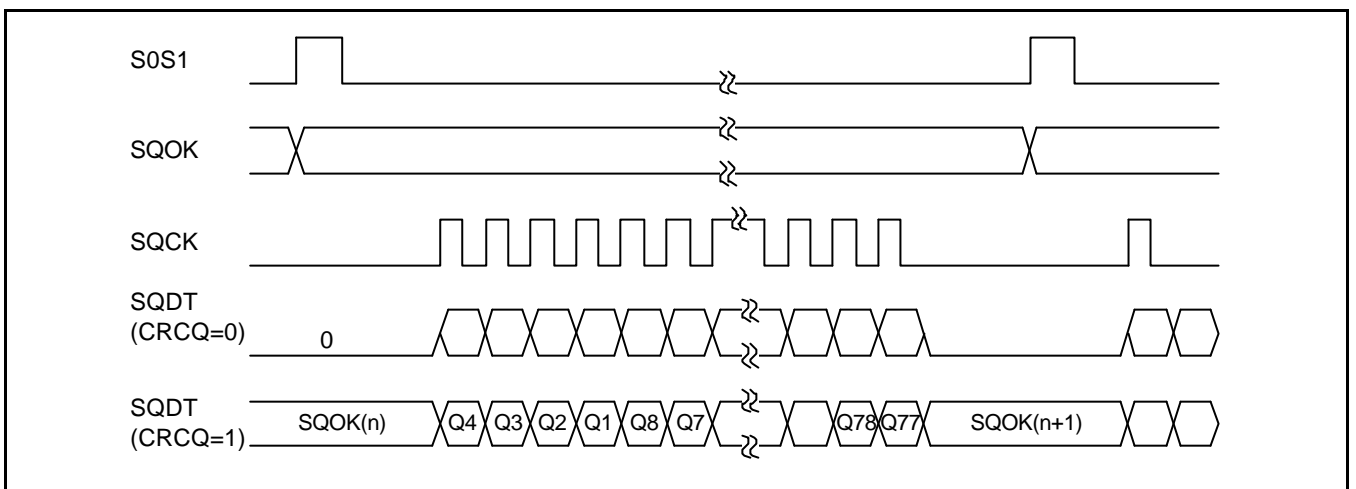 S0S1
SQOK
SQCK
SQDT
(CRCQ=0)
0
SQDT
(CRCQ=1)
SQOK(n)
Q4
Q3
Q2
Q1
Q8
Q7
Q78
Q77
SQOK(n+1)